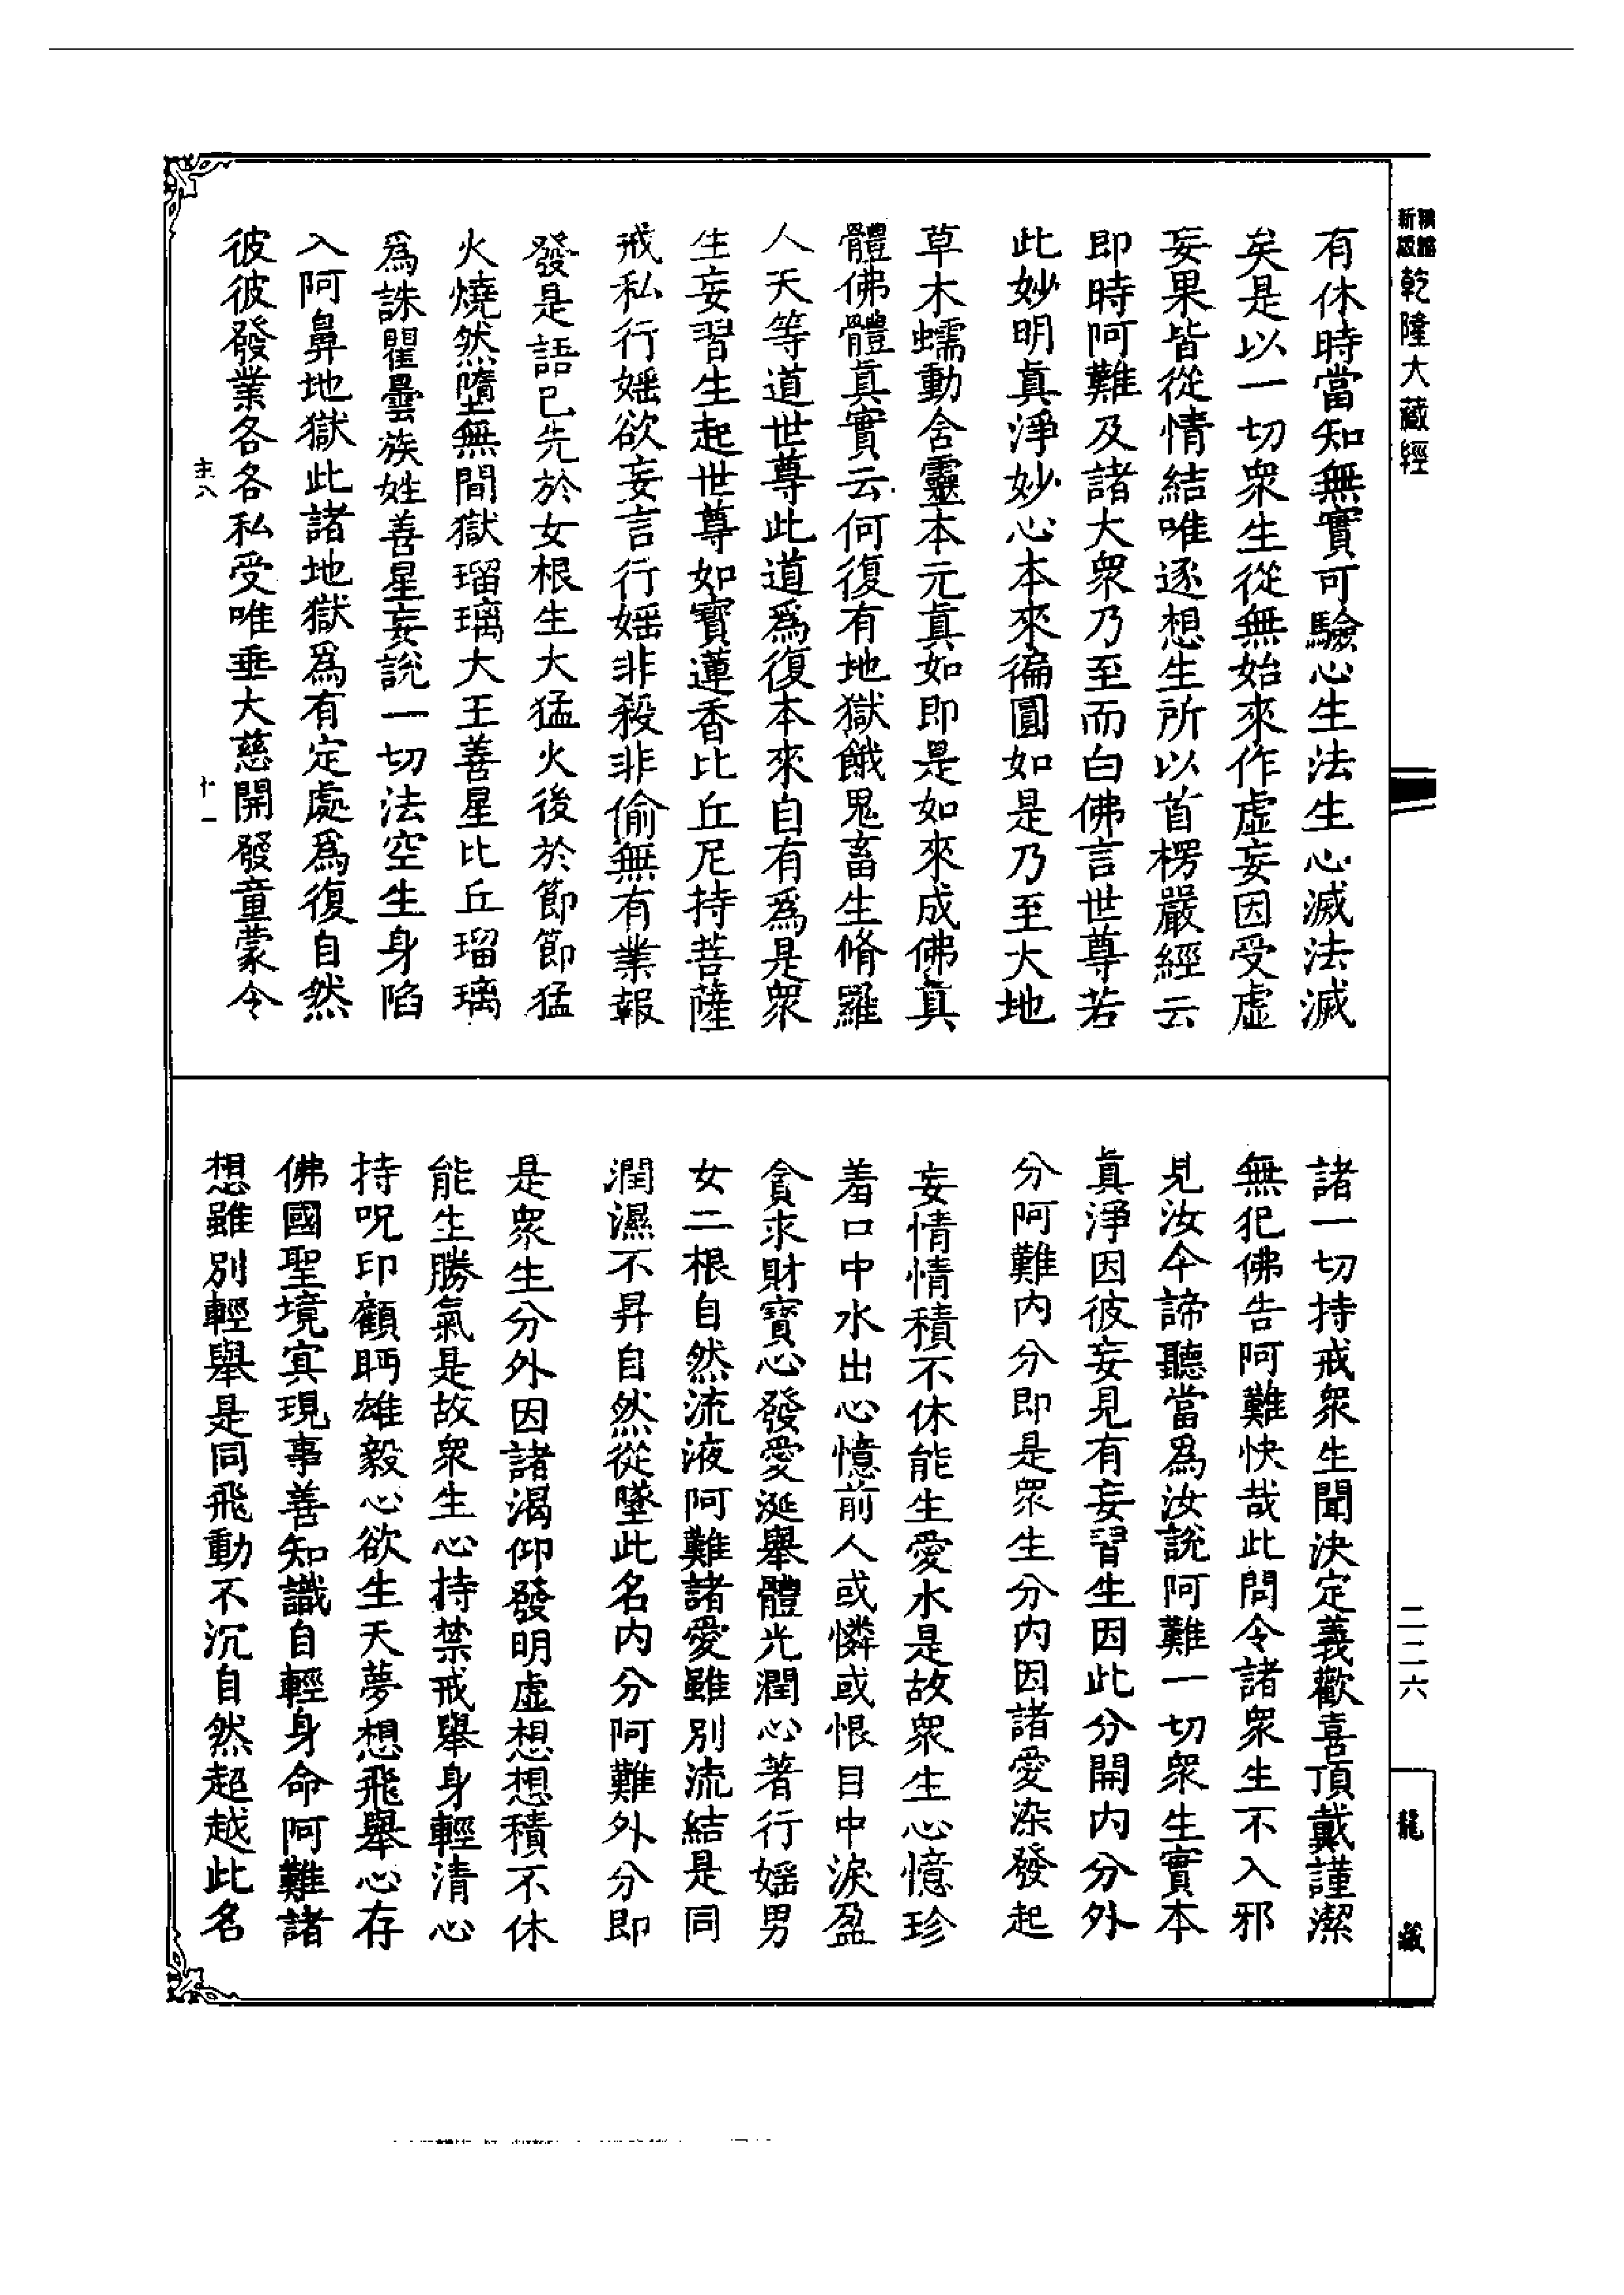 乾隆大藏經
有休時當知無實可驗心生法生心滅法滅
矣是以一切眾生從無始來作虛妄因受虛
妄果皆從情結唯逐想生所以首楞嚴經云
即時阿難及諸大眾乃至而白佛言世尊若
此妙明真淨妙心本來徧圓如是乃至大地
草木蠕動含靈本元真如即是如來成佛真
體佛體真實云何復有地獄餓鬼畜生脩羅
人天等道世尊此道為復本來自有為是眾
生妄習生起世尊如寶蓮香比丘尼持菩薩
戒私行婬欲妄言行婬非殺非偷無有業報
發是語已先於女根生大猛火後於節節猛
火燒然墮無間獄瑠璃大王善星比丘瑠璃
為誅瞿曇族姓善星妄說一切法空生身陷
入阿鼻地獄此諸地獄為有定處為復自然
彼彼發業各各私受唯垂大慈開發童蒙令
十一
諸一切持戒眾生聞決定義歡喜頂戴謹潔
無犯佛告阿難快哉此問令諸眾生不入邪
見汝今諦聽當為汝說阿難一切眾生實本
真淨因彼妄見有妄習生因此分開內分外
分阿難內分即是眾生分內因諸愛染發起
妄情情積不休能生愛水是故眾生心憶珍
羞口中水出心憶前人或憐或恨目中淚盈
貪求財寶心發愛涎舉體光潤心著行婬男
女二根自然流液阿難諸愛雖別流結是同
潤濕不昇自然從墜此名內分阿難外分即
是眾生分外因諸渴仰發明虛想想積不休
能生勝氣是故眾生心持禁戒舉身輕清心
持呪印顧眄雄毅心欲生天夢想飛舉心存
佛國聖境冥現事善知識自輕身命阿難諸
想雖別輕舉是同飛動不沉自然超越此名
二二六
龍藏